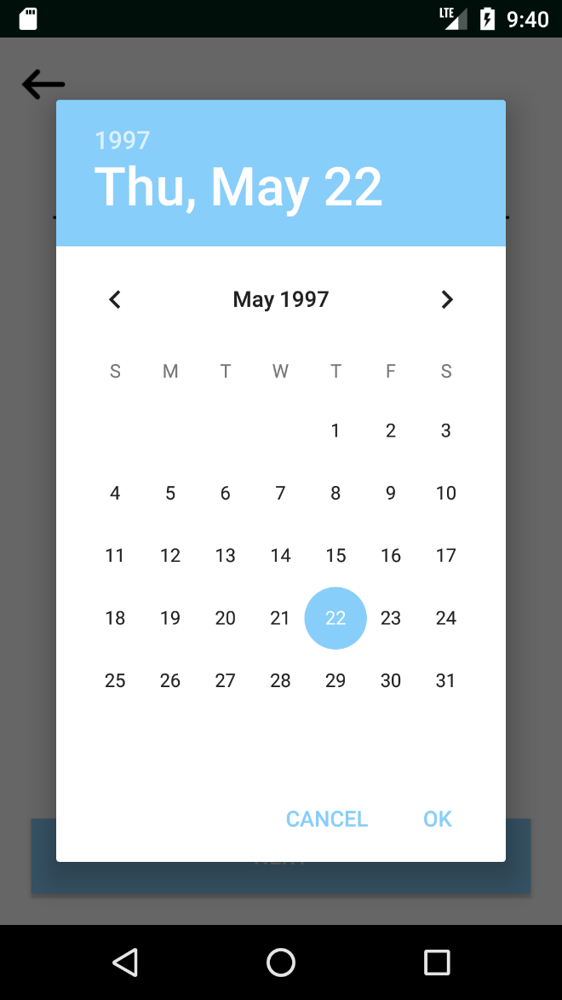 LTE 9:40
1997
Thu, May 22
May 1997
S M T W T F S
1 2 3
4 5 6 7 8 9 10
11 12 13 14 15 16 17
18 19 20 21 22 23 24
25 26 27 28 29 30 31
CANCEL OK